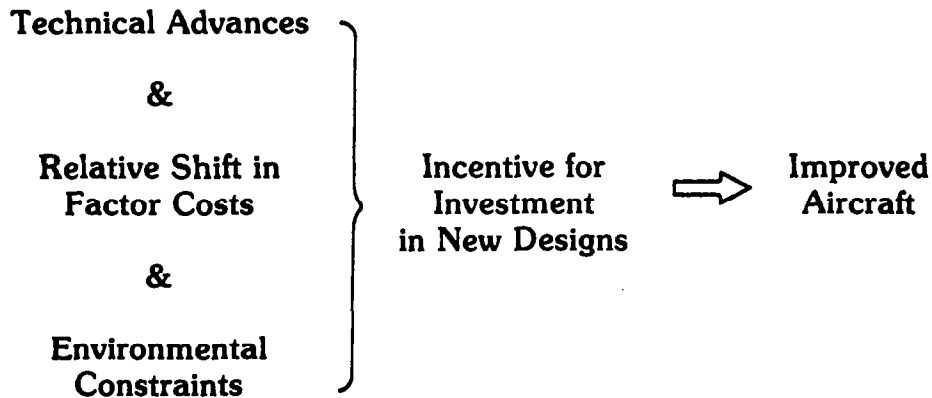 Technical Advances
&
Relative Shift in
Factor Costs
&
Environmental
Constraints
Incentive for
Investment
in New Designs
Improved
Aircraft